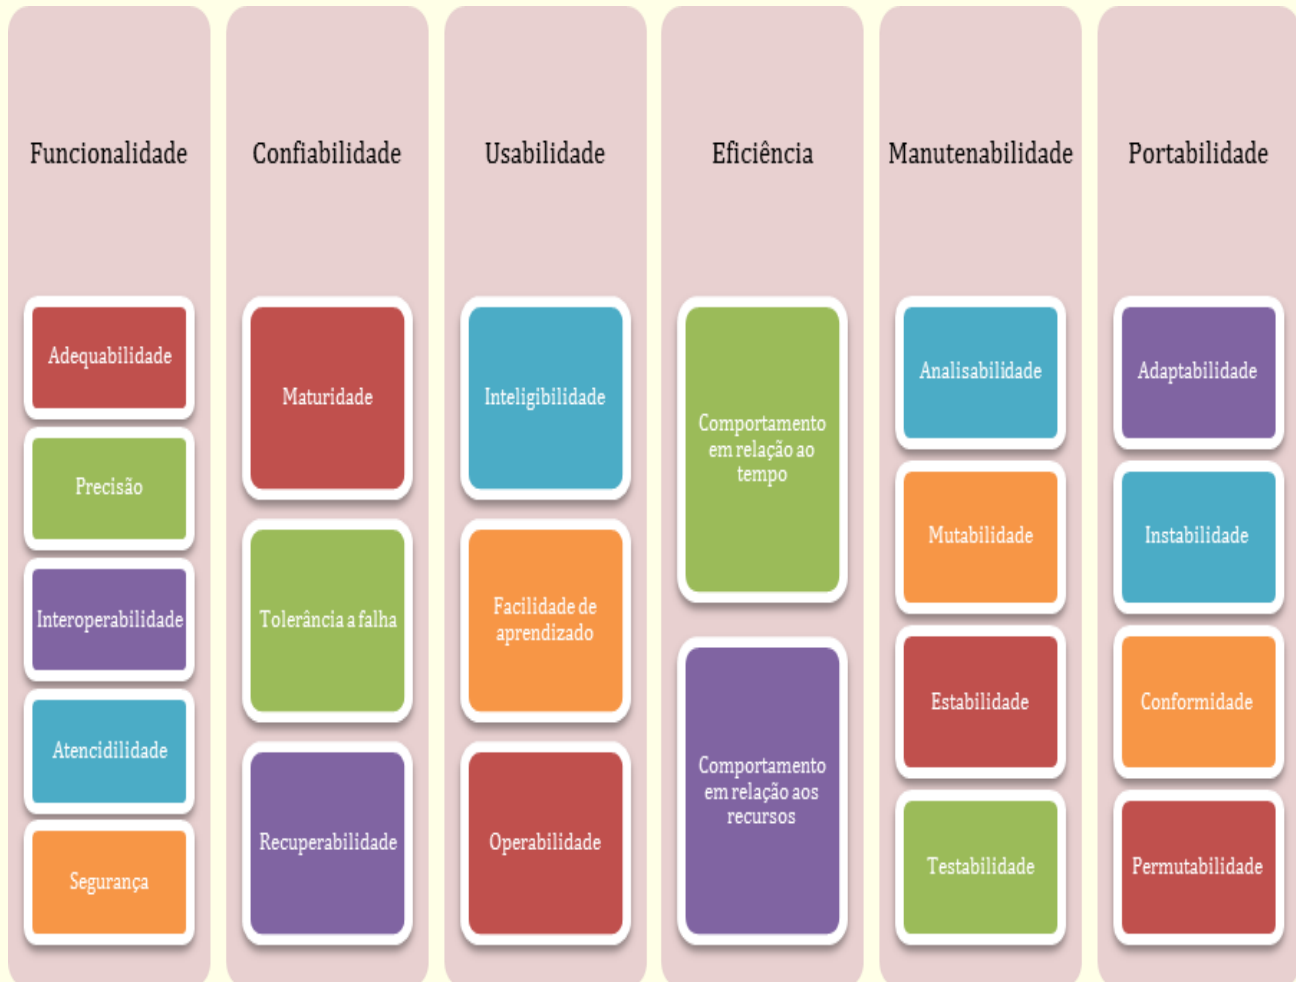 Funcionalidade
Adequabilidade
Precisão
Interoperabilidade
Atencidilidade
Segurança
Confiabilidade
Maturidade
Tolerância a falha
Recuperabilidade
Usabilidade
Inteligibilidade
Facilidade de
aprendizado
Operabilidade
Eficiência
Comportamento
em relação ao
tempo
Comportamento
em relação aos
recursos
Manutenabilidade
Analisabilidade
Mutabilidade
Estabilidade
Testabilidade
Portabilidade
Adaptabilidade
Instabilidade
Conformidade
Permutabilidade